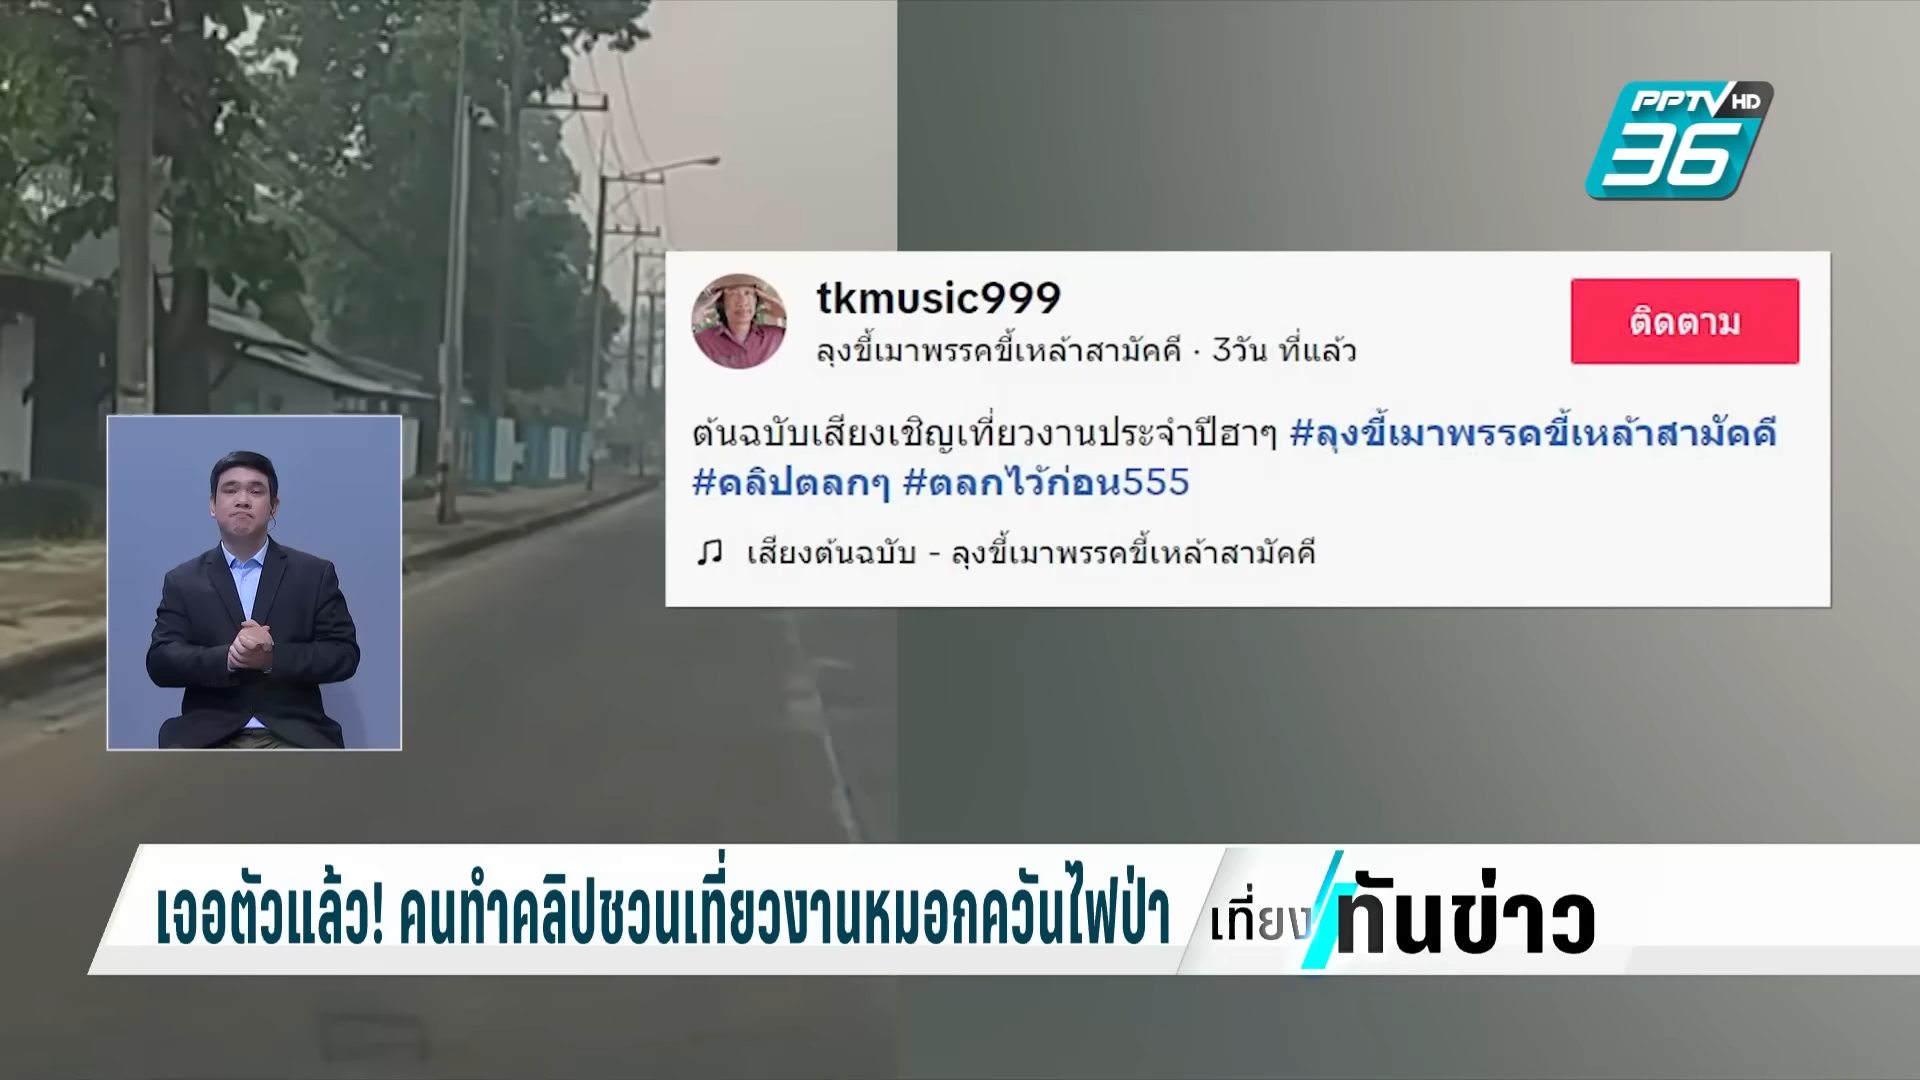 PPTV HD
36
tkmusic999
ลุงขี้เมาพรรคขี้เหล้าสามัคคี · 3วัน ที่แล้ว
ติดตาม
ต้นฉบับเสียงเชิญเที่ยวงานประจำปีฮาๆ #ลุงขี้เมาพรรคขี้เหล้าสามัคคี
#คลิปตลกๆ #ตลกไว้ก่อน555
เสียงต้นฉบับ - ลุงขี้เมาพรรคขี้เหล้าสามัคคี
เจอตัวแล้ว! คนทำคลิปชวนเที่ยวงานหมอกควันไฟป่า
เที่ยงทันข่าว